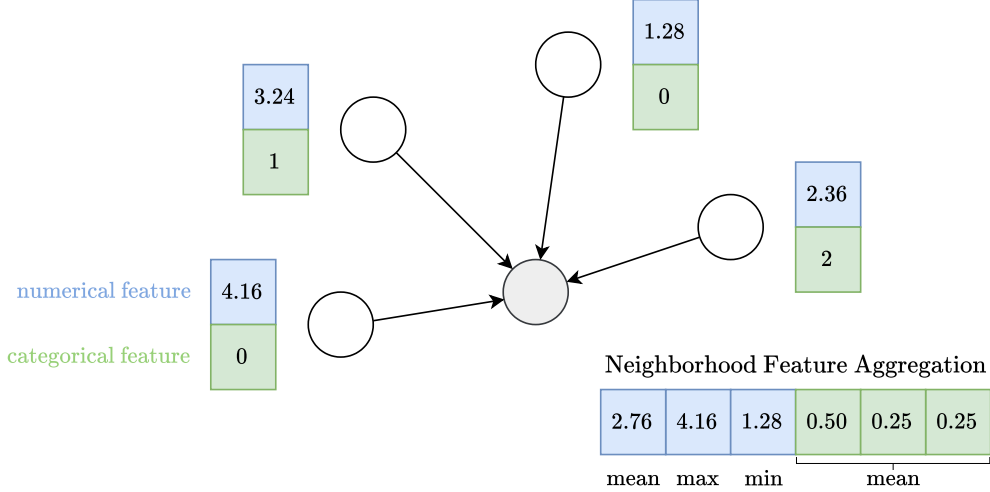 1.28
0
3.24
1
2.36
2
numerical feature
4.16
categorical feature
0
Neighborhood Feature Aggregation
2.76 4.16 1.28 0.50 0.25 0.25
mean max min mean